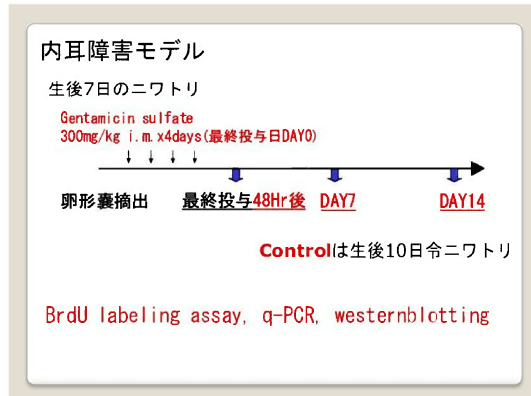 内耳障害モデル
生後7日のニワトリ
Gentamicin sulfate
300mg/kg i.m.x4days(最終投与日DAY0)
卵形嚢摘出 最終投与48Hr後 DAY7 DAY14
Controlは生後10日令ニワトリ
BrdU labeling assay, q-PCR, westernblotting